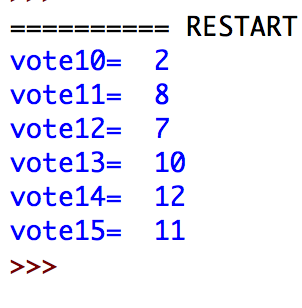 ========== RESTART
vote10=  2
vote11=  8
vote12=  7
vote13=  10
vote14=  12
vote15=  11
>>>